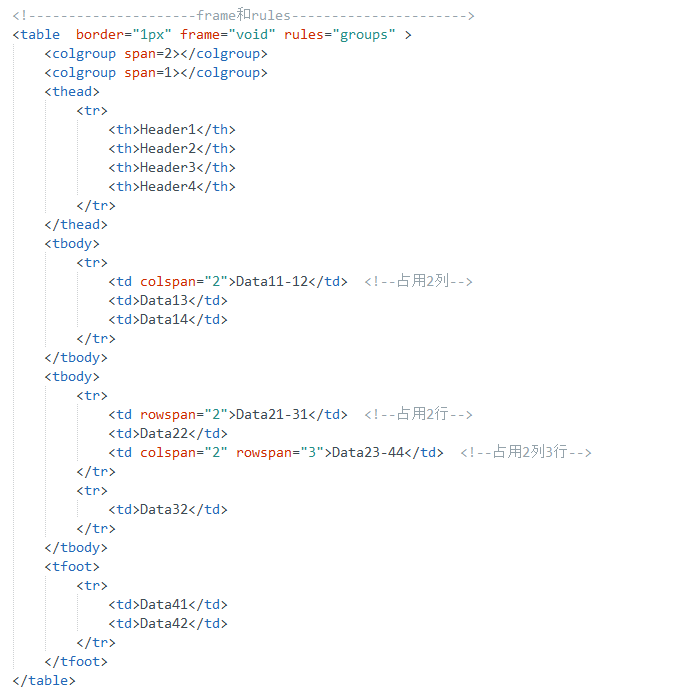 <!---------------------frame和rules---------------------->
<table  border="1px" frame="void" rules="groups" >
    <colgroup span=2></colgroup>
    <colgroup span=1></colgroup>
    <thead>
        <tr>
            <th>Header1</th>
            <th>Header2</th>
            <th>Header3</th>
            <th>Header4</th>
        </tr>
    </thead>
    <tbody>
        <tr>
            <td colspan="2">Data11-12</td>  <!--占用2列-->
            <td>Data13</td>
            <td>Data14</td>
        </tr>
    </tbody>
    <tbody>
        <tr>
            <td rowspan="2">Data21-31</td>  <!--占用2行-->
            <td>Data22</td>
            <td colspan="2" rowspan="3">Data23-44</td>  <!--占用2列3行-->
        </tr>
        <tr>
            <td>Data32</td>
        </tr>
    </tbody>
    <tfoot>
        <tr>
            <td>Data41</td>
            <td>Data42</td>
        </tr>
    </tfoot>
</table>